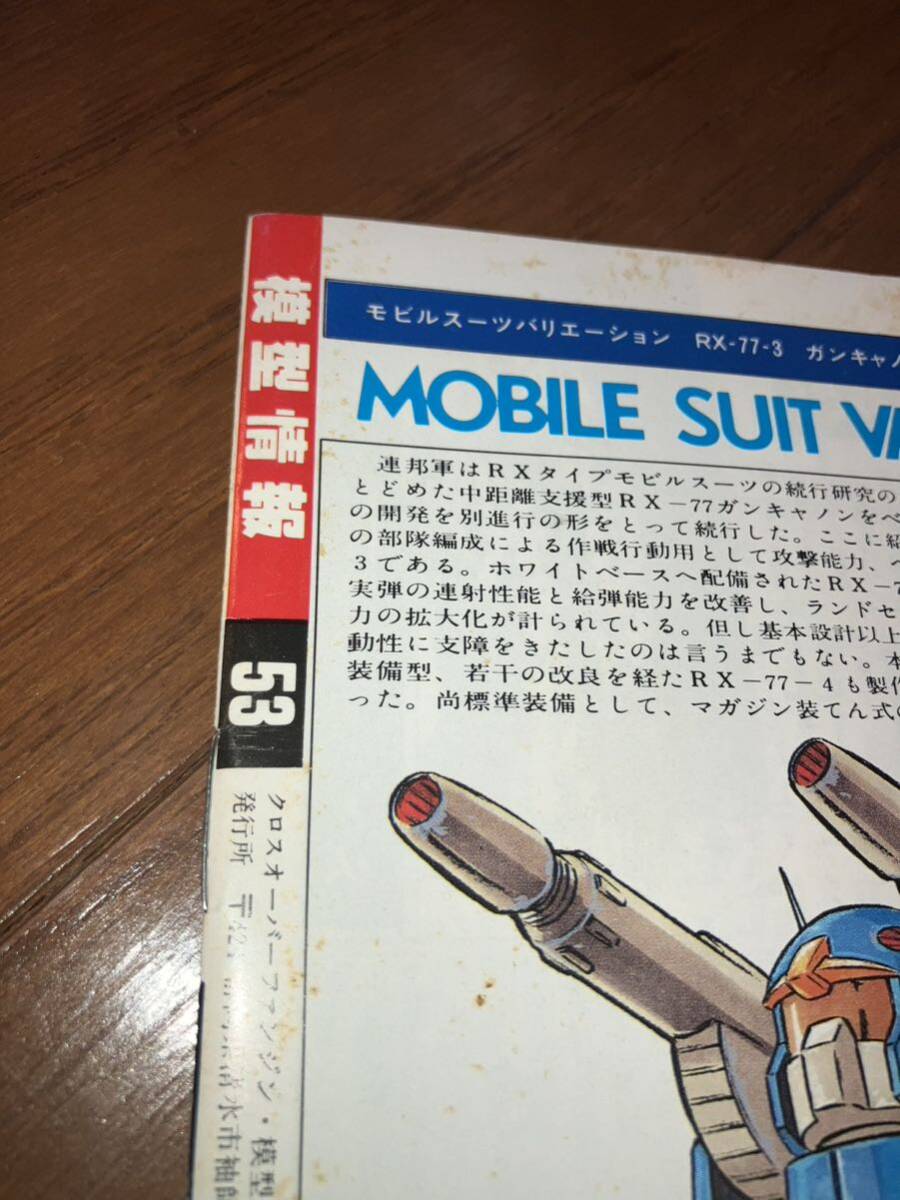 模型情報
53
クロスオーバーファンジン・模型
発行所 〒42
清水市袖師
モビルスーツバリエーション RX-77-3 ガンキャノ
MOBILE SUIT VA
連邦軍はRXタイプモビルスーツの続行研究の
とどめた中距離支援型RX-77ガンキャノンをベ
の開発を別進行の形をとって続行した。ここに紹
の部隊編成による作戦行動用として攻撃能力、
3である。ホワイトベースへ配備されたRX-7
実弾の連射性能と給弾能力を改善し、ランドセ
力の拡大化が計られている。但し基本設計以上
動性に支障をきたしたのは言うまでもない。本
装備型、若干の改良を経たRX-77-4も製作
った。尚標準装備として、マガジン装てん式の